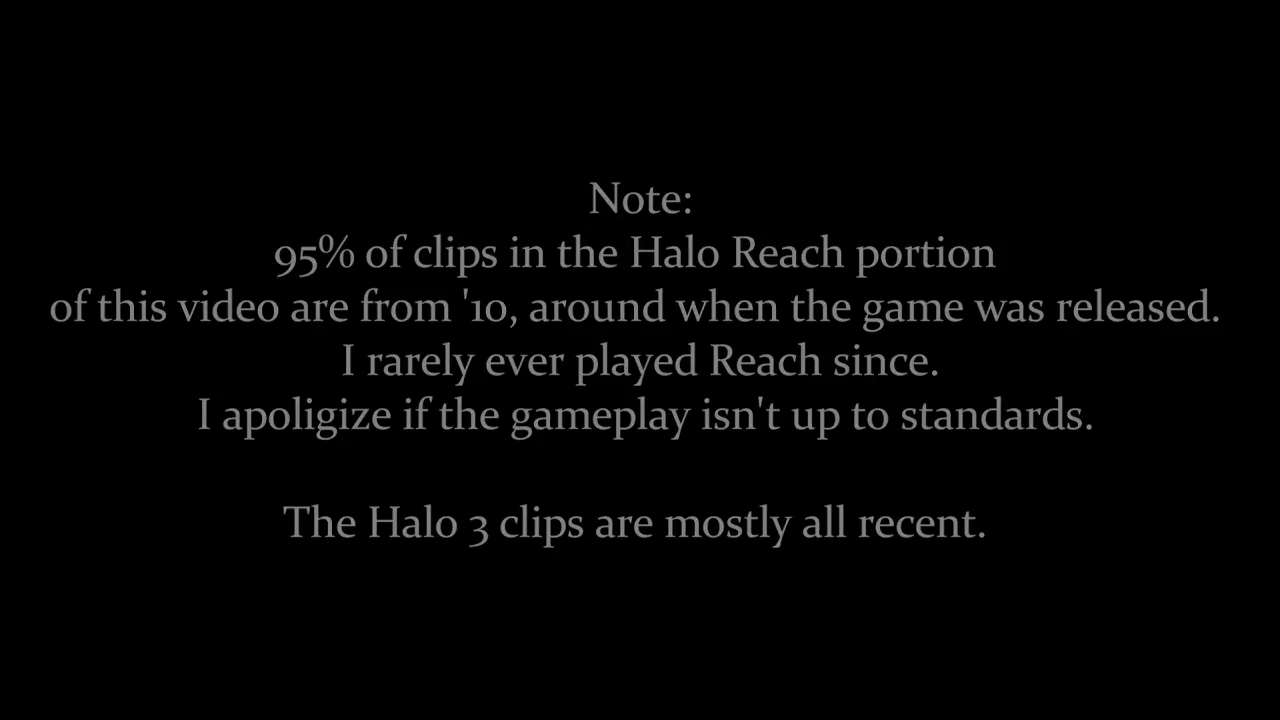 Note:
95% of clips in the Halo Reach portion
of this video are from '10, around when the game was released.
I rarely ever played Reach since.
I apoligize if the gameplay isn't up to standards.
The Halo 3 clips are mostly all recent.